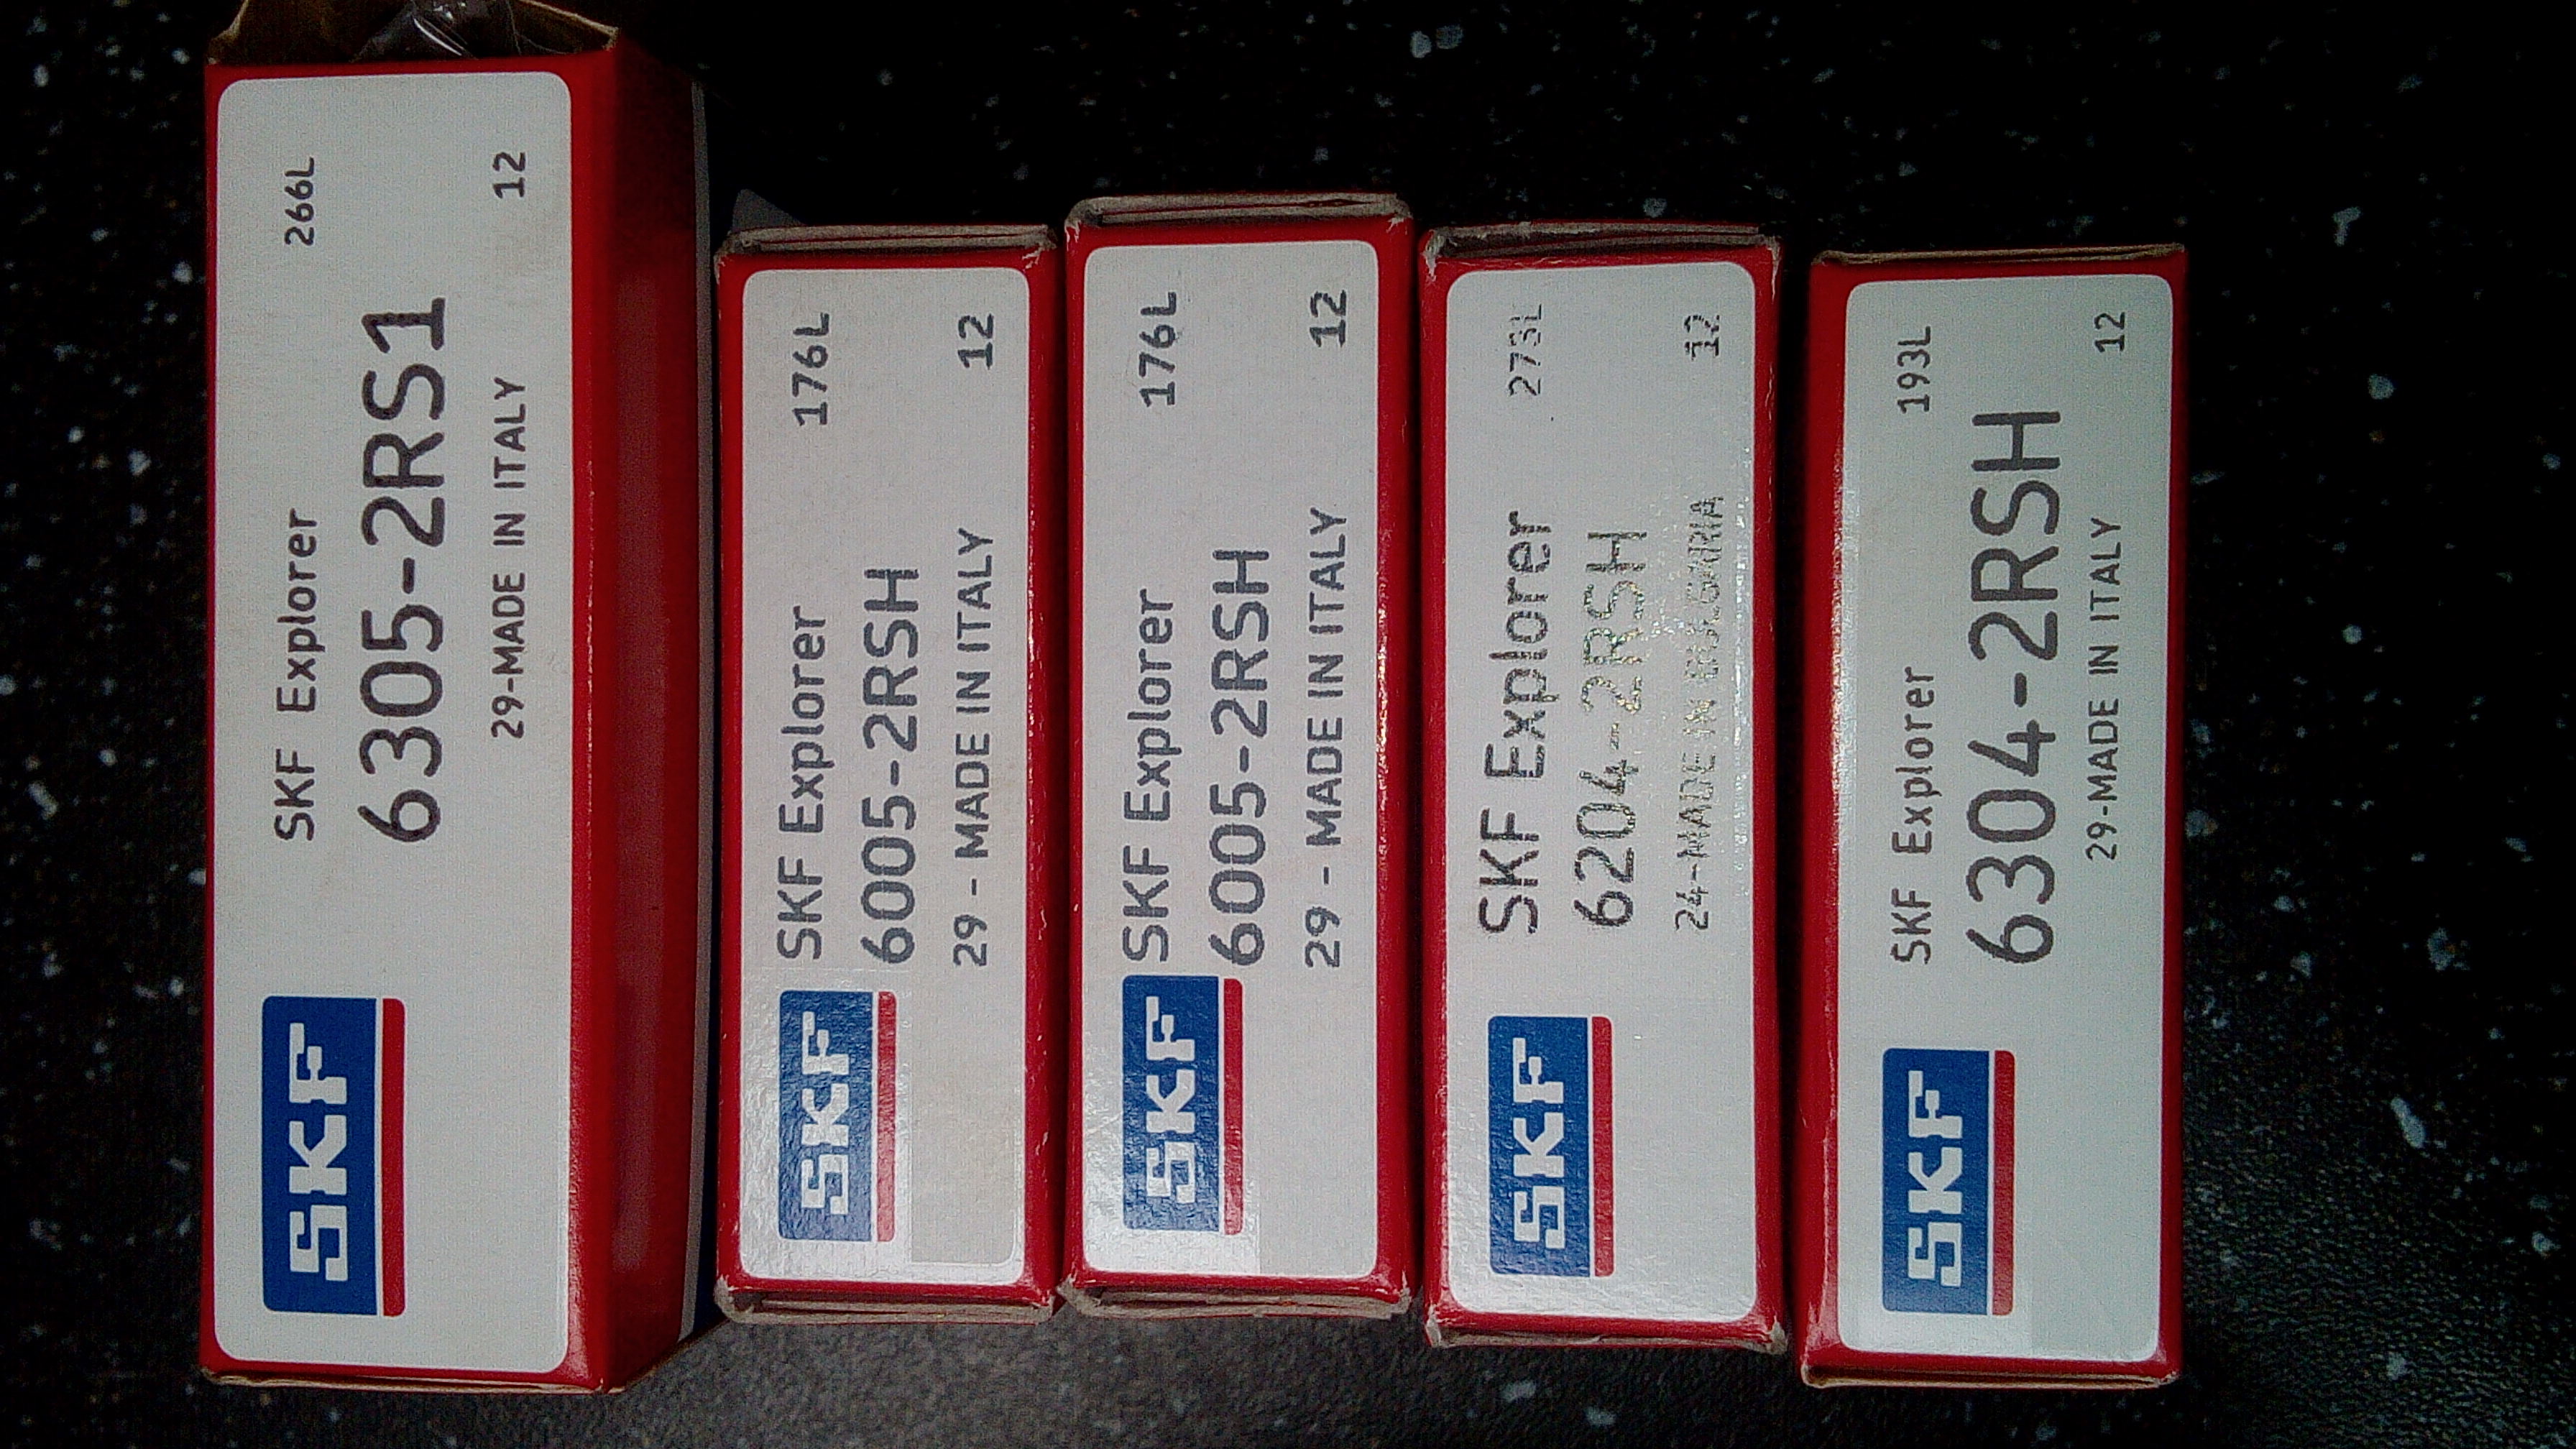 SKF
SKF Explorer 266L
6305-2RS1
29-MADE IN ITALY 12
SKF
SKF Explorer 176L
6005-2RSH
29 - MADE IN ITALY 12
SKF
SKF Explorer 176L
6005-2RSH
29 - MADE IN ITALY 12
SKF
SKF Explorer 273L
6204-2RSH
24-MADE IN BULGARIA 12
SKF
SKF Explorer 193L
6304-2RSH
29-MADE IN ITALY 12